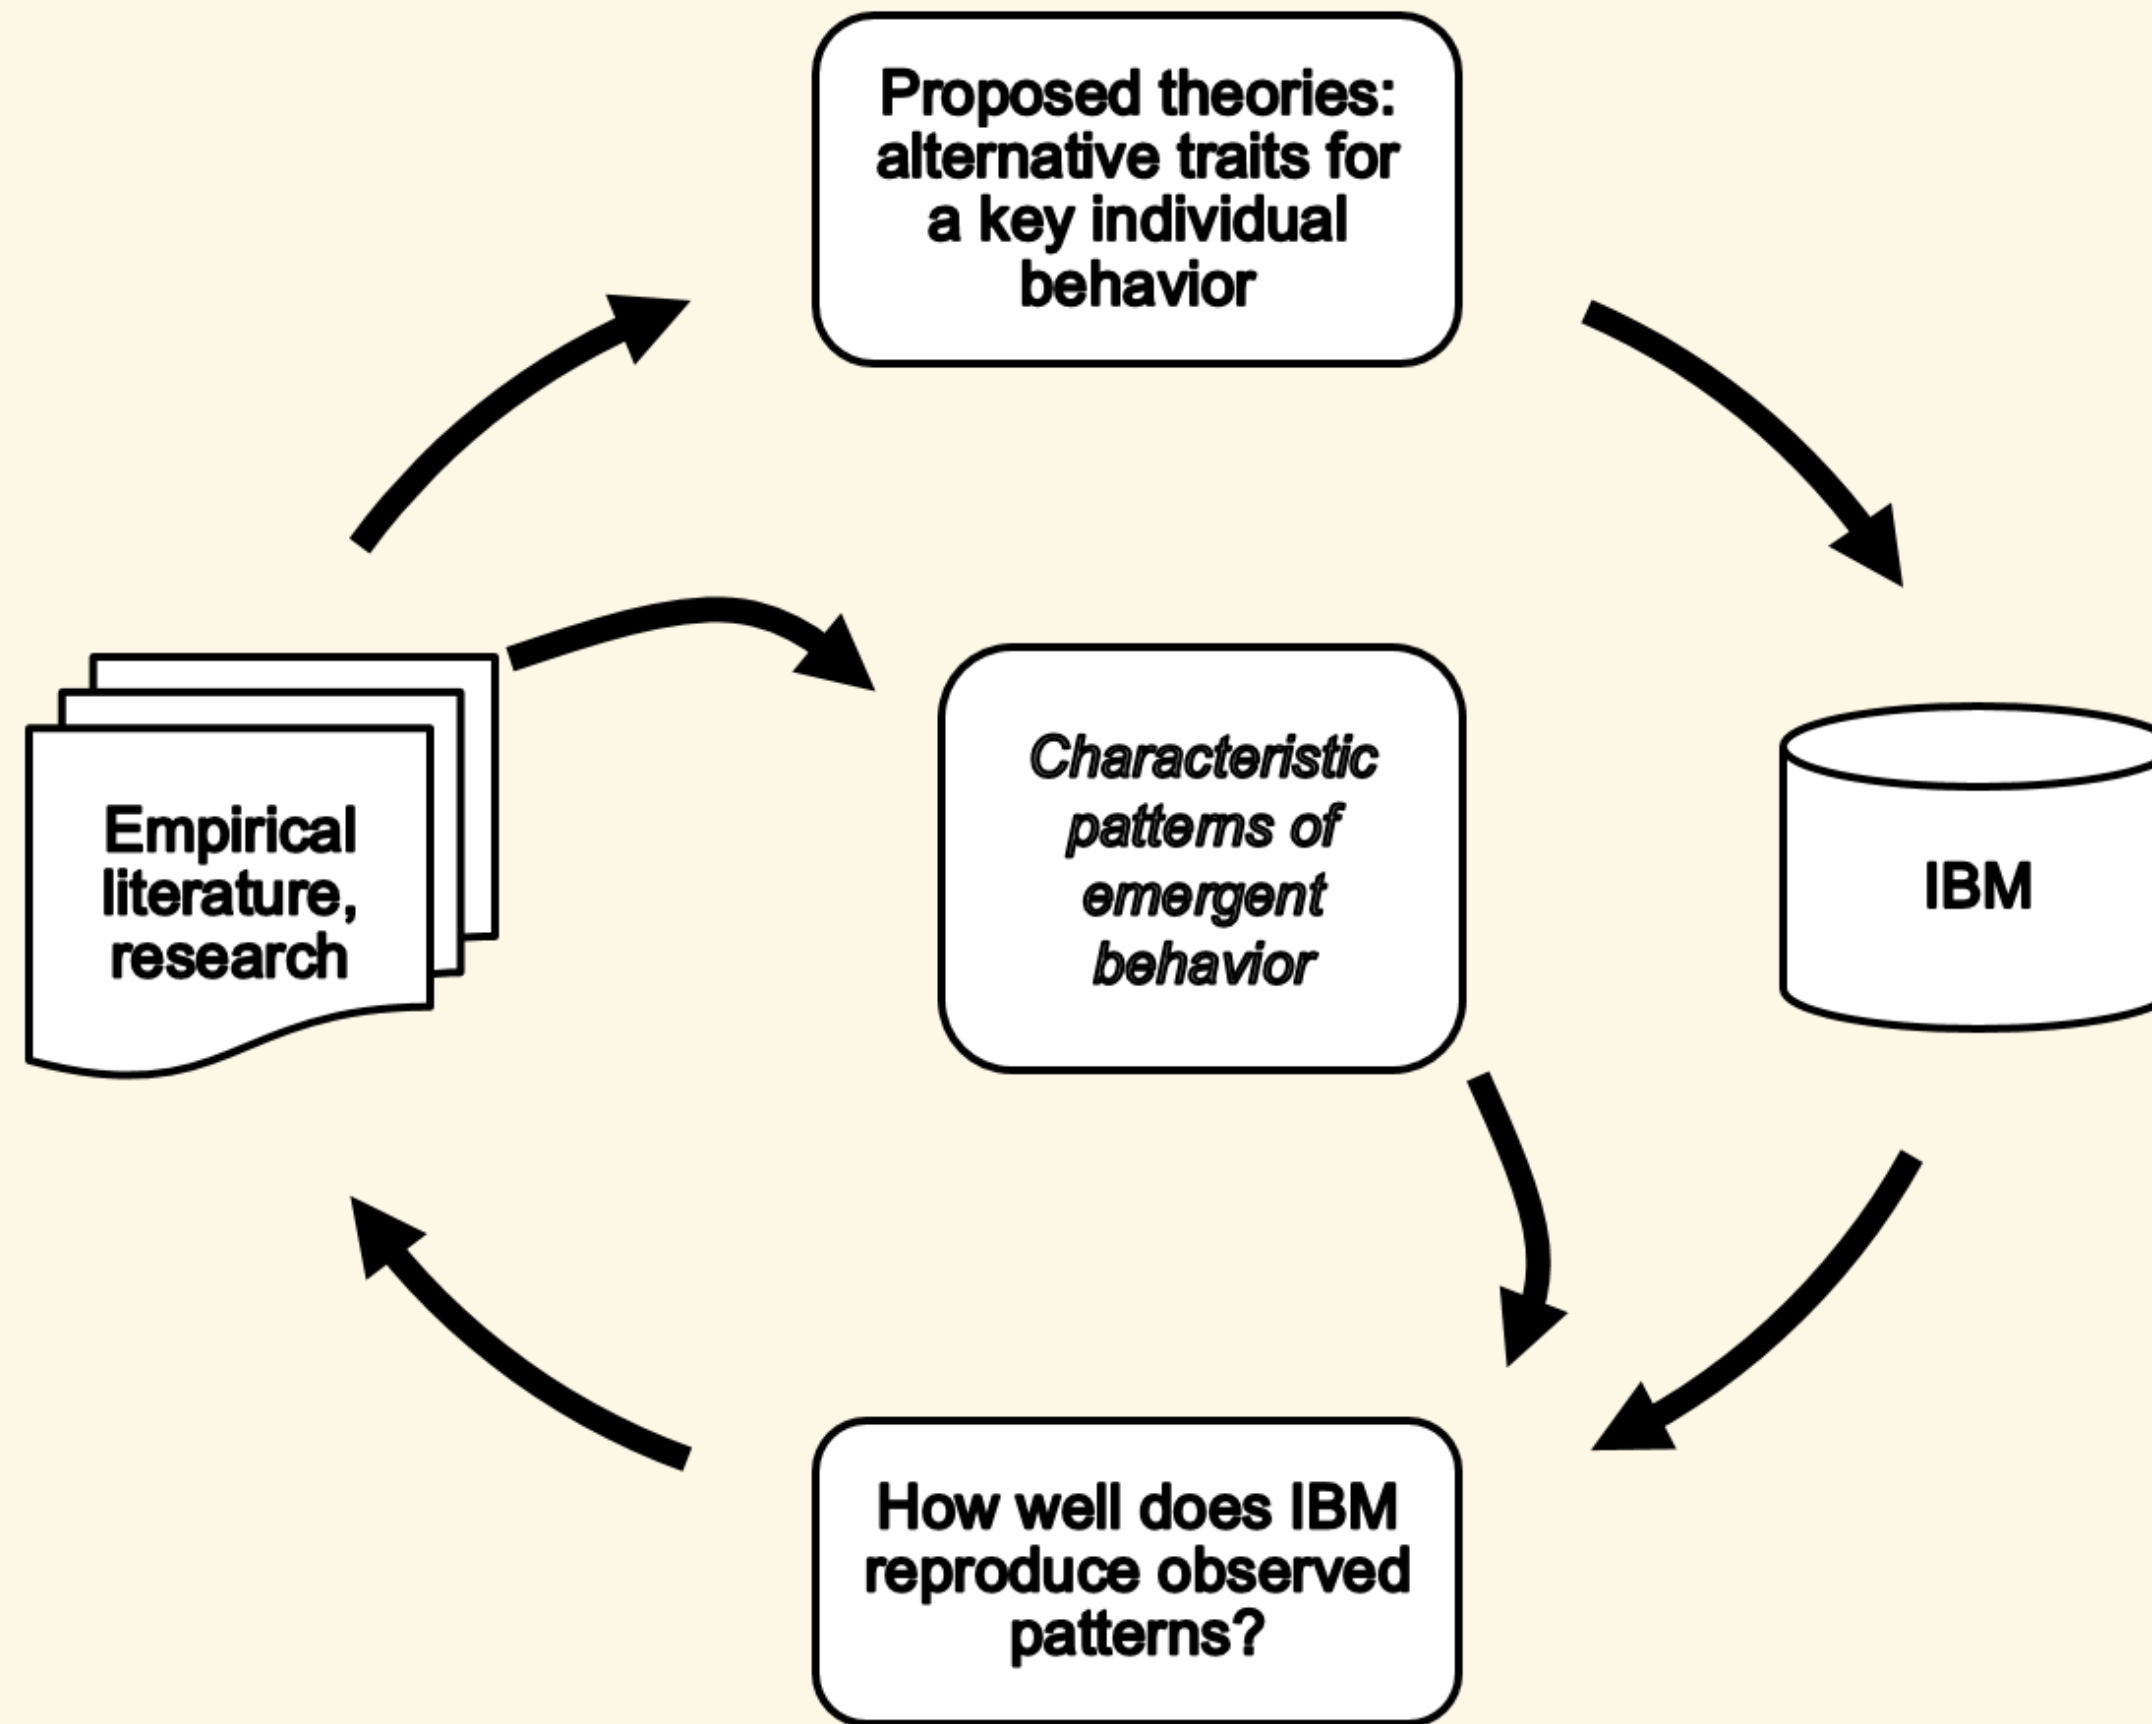 Proposed theories:
alternative traits for
a key individual
behavior
Empirical
literature,
research
Characteristic
patterns of
emergent
behavior
IBM
How well does IBM
reproduce observed
patterns?